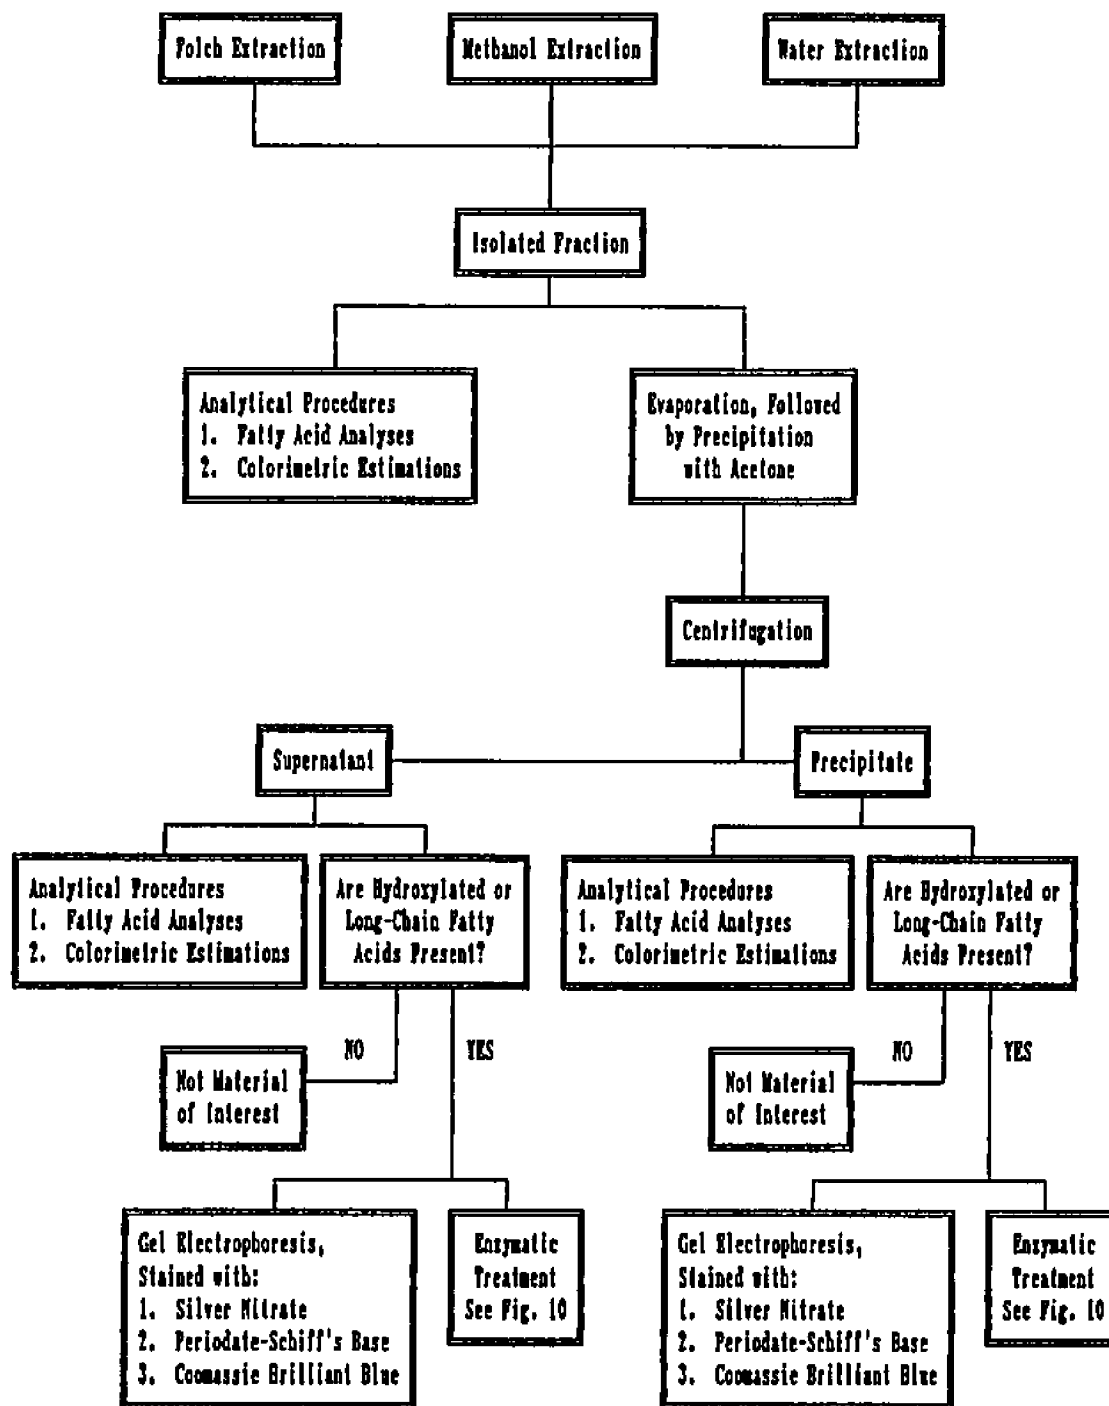 Folch Extraction
Methanol Extraction
Water Extraction
Isolated Fraction
Analytical Procedures
1. Fatty Acid Analyses
2. Colorimetric Estimations
Evaporation, Followed
by Precipitation
with Acetone
Centrifugation
Supernatant
Precipitate
Analytical Procedures
1. Fatty Acid Analyses
2. Colorimetric Estimations
Are Hydroxylated or
Long-Chain Fatty
Acids Present?
Analytical Procedures
1. Fatty Acid Analyses
2. Colorimetric Estimations
Are Hydroxylated or
Long-Chain Fatty
Acids Present?
NO
YES
NO
YES
Not Material
of Interest
Not Material
of Interest
Gel Electrophoresis,
Stained with:
1. Silver Nitrate
2. Periodate-Schiff's Base
3. Coomassie Brilliant Blue
Enzymatic
Treatment
See Fig. 10
Gel Electrophoresis,
Stained with:
1. Silver Nitrate
2. Periodate-Schiff's Base
3. Coomassie Brilliant Blue
Enzymatic
Treatment
See Fig. 10